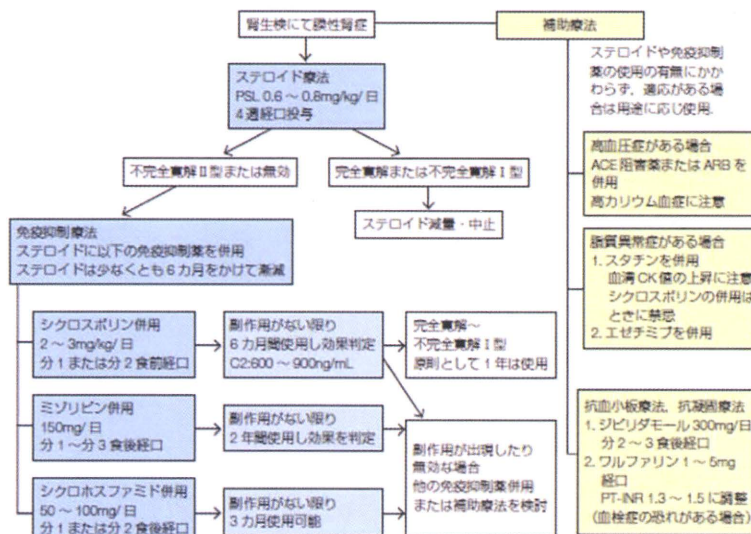 腎生検にて膜性腎症
補助療法
ステロイド療法
PSL 0.6～0.8mg/kg/日
4週経口投与
ステロイドや免疫抑制
薬の使用の有無にかか
わらず，適応がある場
合は用途に応じ使用．
不完全寛解Ⅱ型または無効
完全寛解または不完全寛解Ⅰ型
ステロイド減量・中止
高血圧症がある場合
ACE阻害薬またはARBを
併用
高カリウム血症に注意
免疫抑制療法
ステロイドに以下の免疫抑制薬を併用
ステロイドは少なくとも6カ月をかけて漸減
脂質異常症がある場合
1. スタチンを併用
血清CK値の上昇に注意
シクロスポリンの併用は
ときに禁忌
2. エゼチミブを併用
シクロスポリン併用
2～3mg/kg/日
分1または分2食前経口
副作用がない限り
6カ月間使用し効果判定
C2:600～900ng/mL
完全寛解～
不完全寛解Ⅰ型
原則として1年は使用
ミゾリビン併用
150mg/日
分1～分3食後経口
副作用がない限り
2年間使用し効果を判定
副作用が出現したり
無効な場合
他の免疫抑制薬併用
または補助療法を検討
シクロホスファミド併用
50～100mg/日
分1または分2食後経口
副作用がない限り
3カ月使用可能
抗血小板療法，抗凝固療法
1. ジピリダモール300mg/日
分2～3食後経口
2. ワルファリン1～5mg
経口
PT-INR 1.3～1.5に調整
（血栓症の恐れがある場合）